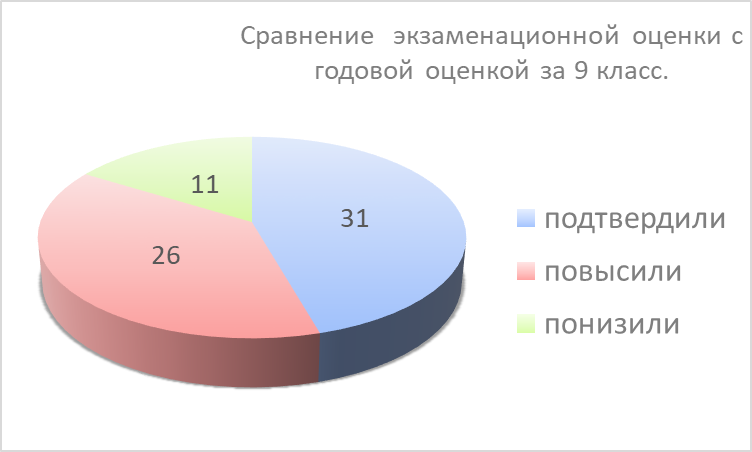 Сравнение экзаменационной оценки с
годовой оценкой за 9 класс.
11
31
26
подтвердили
повысили
понизили